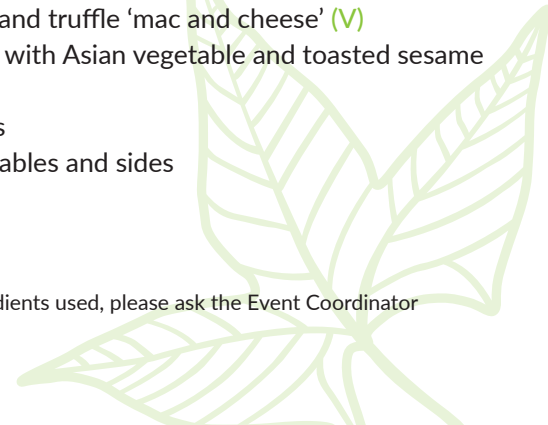 and truffle ‘mac and cheese’ (V)
with Asian vegetable and toasted sesame
s
ables and sides
dients used, please ask the Event Coordinator